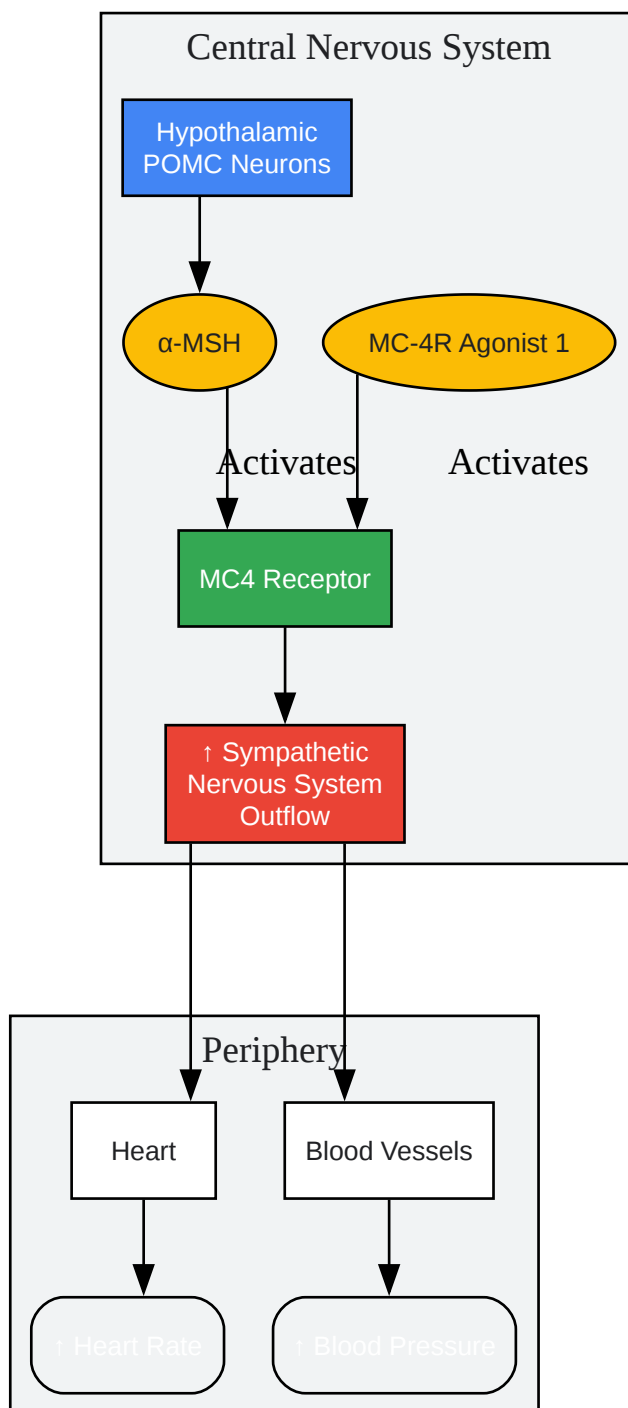 Central Nervous System
Hypothalamic
POMC Neurons
α-MSH
MC-4R Agonist 1
Activates
Activates
MC4 Receptor
↑ Sympathetic
Nervous System
Outflow
Periphery
Heart
Blood Vessels
↑ Heart Rate
↑ Blood Pressure